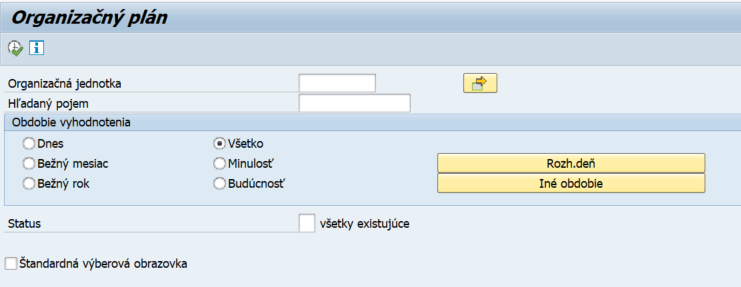 Organizačný plán
Organizačná jednotka
Hľadaný pojem
Obdobie vyhodnotenia
Dnes Všetko
Bežný mesiac Minulosť Rozh.deň
Bežný rok Budúcnosť Iné obdobie
Status všetky existujúce
Štandardná výberová obrazovka